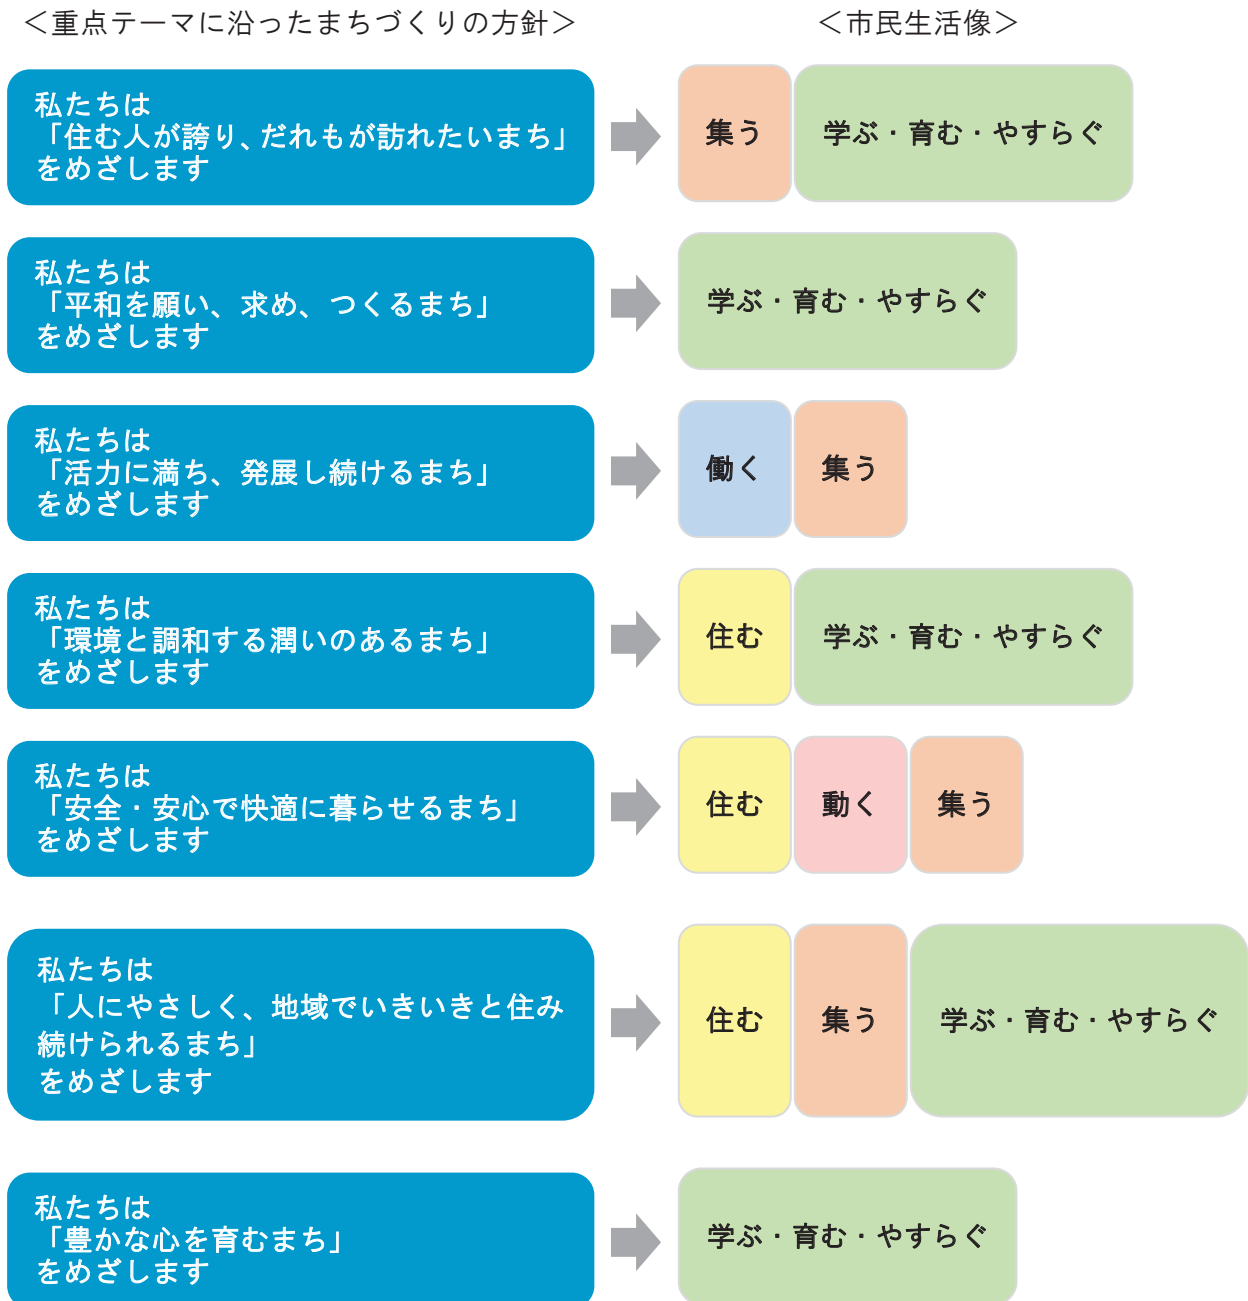 ＜重点テーマに沿ったまちづくりの方針＞
＜市民生活像＞
私たちは
「住む人が誇り、だれもが訪れたいまち」
をめざします
集う
学ぶ・育む・やすらぐ
私たちは
「平和を願い、求め、つくるまち」
をめざします
学ぶ・育む・やすらぐ
私たちは
「活力に満ち、発展し続けるまち」
をめざします
働く
集う
私たちは
「環境と調和する潤いのあるまち」
をめざします
住む
学ぶ・育む・やすらぐ
私たちは
「安全・安心で快適に暮らせるまち」
をめざします
住む
動く
集う
私たちは
「人にやさしく、地域でいきいきと住み
続けられるまち」
をめざします
住む
集う
学ぶ・育む・やすらぐ
私たちは
「豊かな心を育むまち」
をめざします
学ぶ・育む・やすらぐ